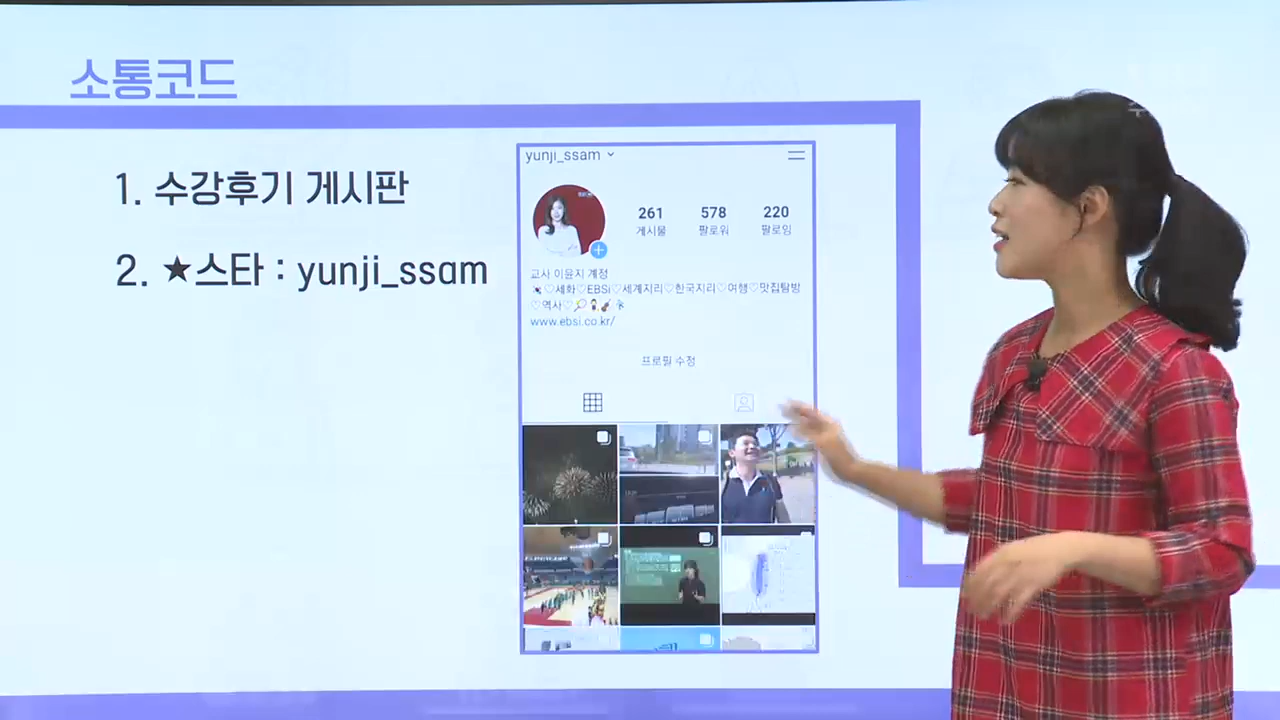 소통코드
1. 수강후기 게시판
2. ★스타 : yunji_ssam
yunji_ssam
261 578 220
게시물 팔로워 팔로잉
교사 이윤지 계정
🇰🇷♡세화♡EBSi♡세계지리♡한국지리♡여행♡맛집탐방
♡역사♡
www.ebsi.co.kr/
프로필 수정